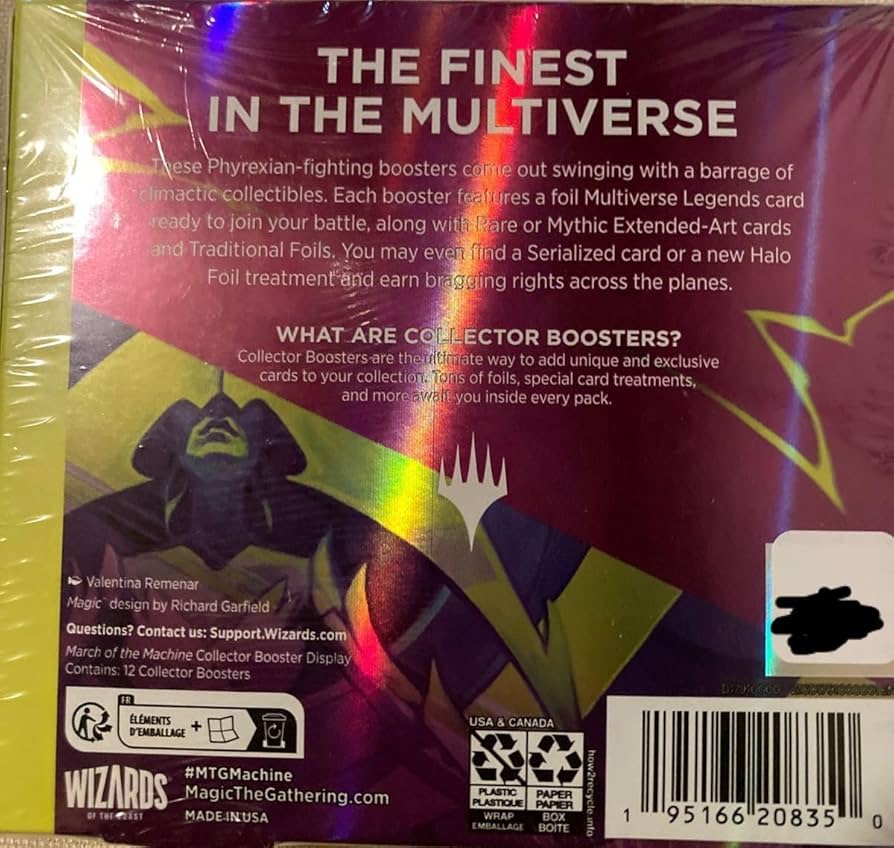 THE FINEST
IN THE MULTIVERSE
These Phyrexian-fighting boosters come out swinging with a barrage of
climactic collectibles. Each booster features a foil Multiverse Legends card
ready to join your battle, along with Rare or Mythic Extended-Art cards
and Traditional Foils. You may even find a Serialized card or a new Halo
Foil treatment and earn bragging rights across the planes.
WHAT ARE COLLECTOR BOOSTERS?
Collector Boosters are the ultimate way to add unique and exclusive
cards to your collection. Tons of foils, special card treatments,
and more await you inside every pack.
Valentina Remenar
Magic™ design by Richard Garfield
Questions? Contact us: Support.Wizards.com
March of the Machine Collector Booster Display
Contains: 12 Collector Boosters
FR
ÉLÉMENTS
D'EMBALLAGE +
WIZARDS
OF THE COAST
#MTGMachine
MagicTheGathering.com
MADE IN USA
USA & CANADA
PLASTIC
PLASTIQUE
WRAP
EMBALLAGE
PAPER
PAPIER
BOX
BOITE
how2recycle.info
1 95166 20835 0